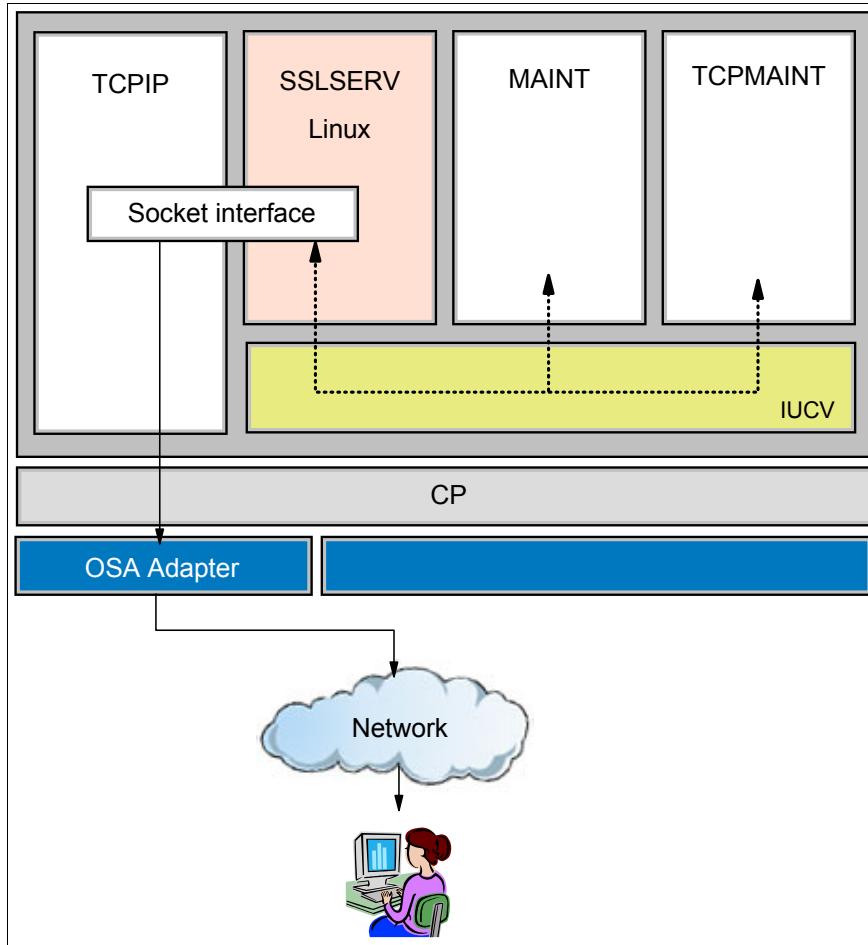 TCPIP
SSLSERV
Linux
MAINT
TCPMAINT
Socket interface
IUCV
CP
OSA Adapter
Network